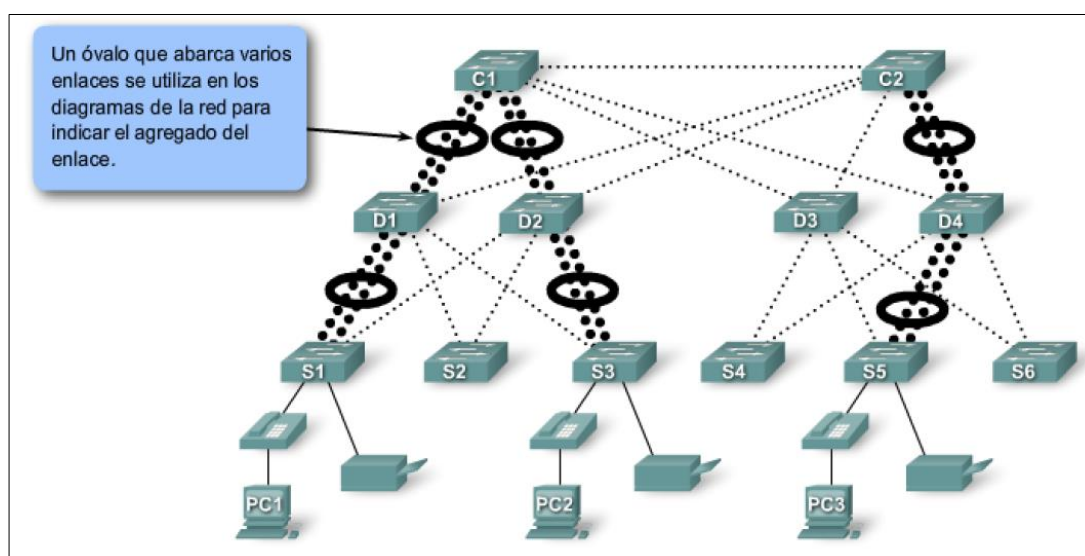 Un óvalo que abarca varios
enlaces se utiliza en los
diagramas de la red para
indicar el agregado del
enlace.
C1 C2
D1 D2 D3 D4
S1 S2 S3 S4 S5 S6
PC1 PC2 PC3